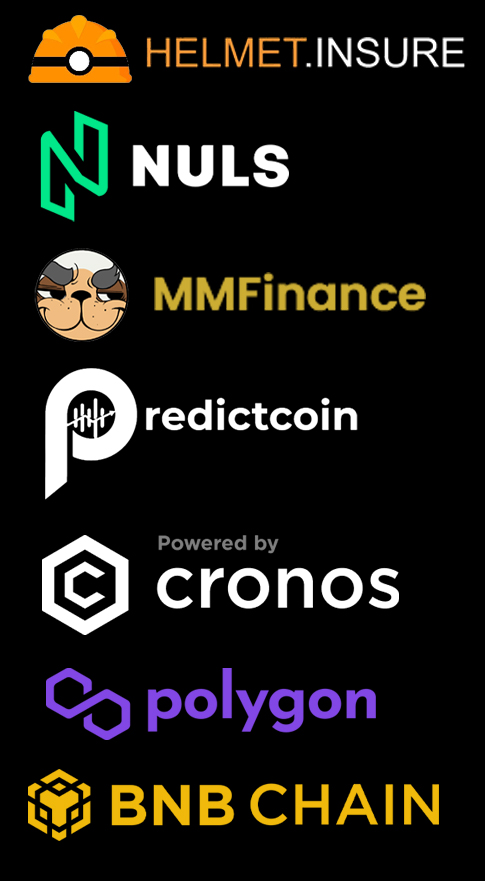 HELMET.INSURE
NULS
MMFinance
Predictcoin
Powered by
cronos
polygon
BNB CHAIN